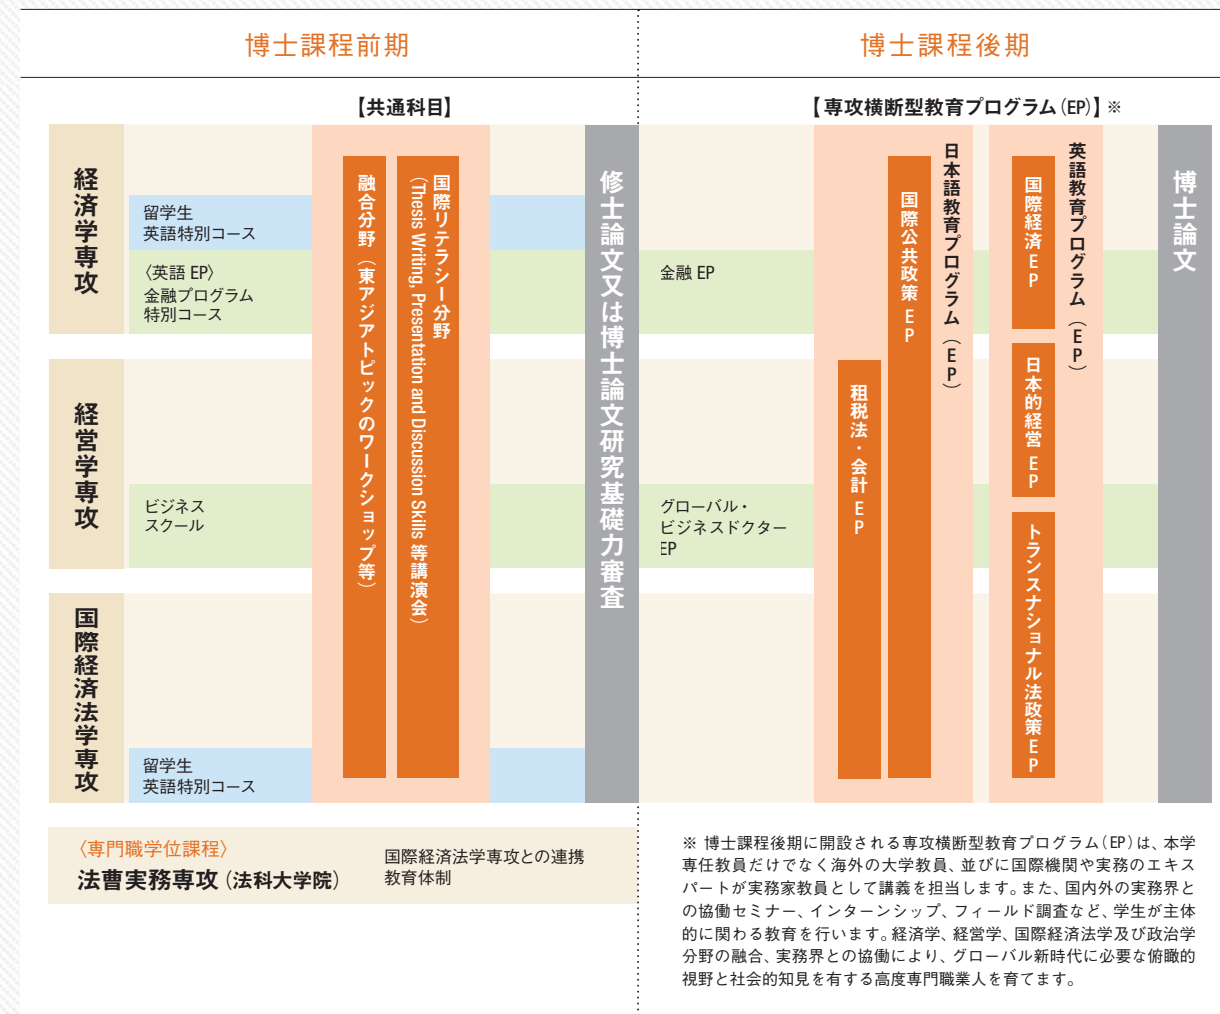 博士課程前期
博士課程後期
【共通科目】
【専攻横断型教育プログラム（EP）】※
経済学専攻
留学生
英語特別コース
〈英語 EP〉
金融プログラム
特別コース
経営学専攻
ビジネス
スクール
国際経済法学専攻
留学生
英語特別コース
融合分野（東アジアトピックのワークショップ等）
国際リテラシー分野
（Thesis Writing, Presentation and Discussion Skills 等講演会）
修士論文又は博士論文研究基礎力審査
金融 EP
グローバル・
ビジネスドクター
EP
租税法・会計 EP
国際公共政策 EP
日本語教育プログラム（EP）
国際経済 EP
日本的経営 EP
トランスナショナル法政策 EP
英語教育プログラム（EP）
博士論文
〈専門職学位課程〉
法曹実務専攻（法科大学院）
国際経済法学専攻との連携
教育体制
※ 博士課程後期に開設される専攻横断型教育プログラム（EP）は、本学
専任教員だけでなく海外の大学教員、並びに国際機関や実務のエキス
パートが実務家教員として講義を担当します。また、国内外の実務界と
の協働セミナー、インターンシップ、フィールド調査など、学生が主体
的に関わる教育を行います。経済学、経営学、国際経済法学及び政治学
分野の融合、実務界との協働により、グローバル新時代に必要な俯瞰的
視野と社会的知見を有する高度専門職業人を育てます。